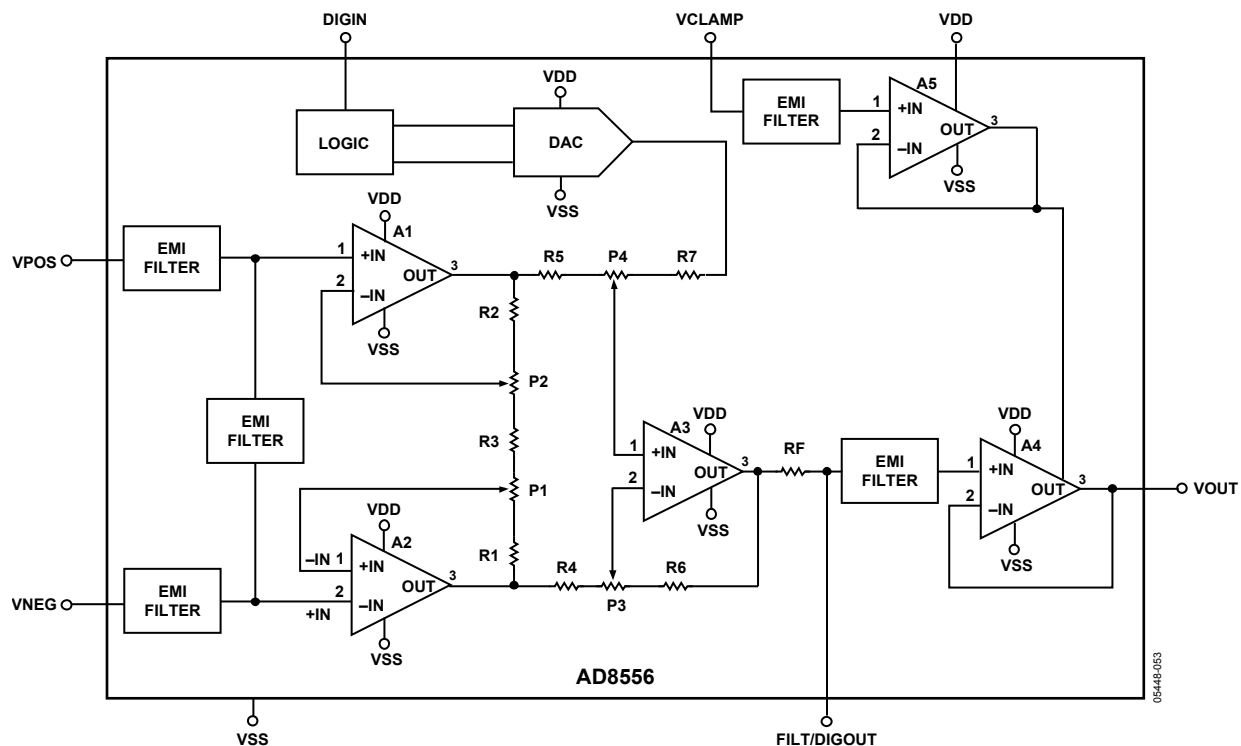 DIGIN
VCLAMP
VDD
LOGIC
VDD
DAC
VSS
EMI
FILTER
A5
1
+IN
2
–IN
OUT
3
VSS
VPOS
EMI
FILTER
VDD
A1
1
+IN
2
–IN
OUT
3
VSS
R5
P4
R7
R2
P2
R3
P1
R1
EMI
FILTER
VDD
A3
1
+IN
2
–IN
OUT
3
VSS
RF
EMI
FILTER
VDD
A4
1
+IN
2
–IN
OUT
3
VSS
VOUT
VNEG
EMI
FILTER
VDD
A2
–IN 1
+IN
2
–IN
+IN
OUT
3
VSS
R4
P3
R6
AD8556
VSS
FILT/DIGOUT
05448-053